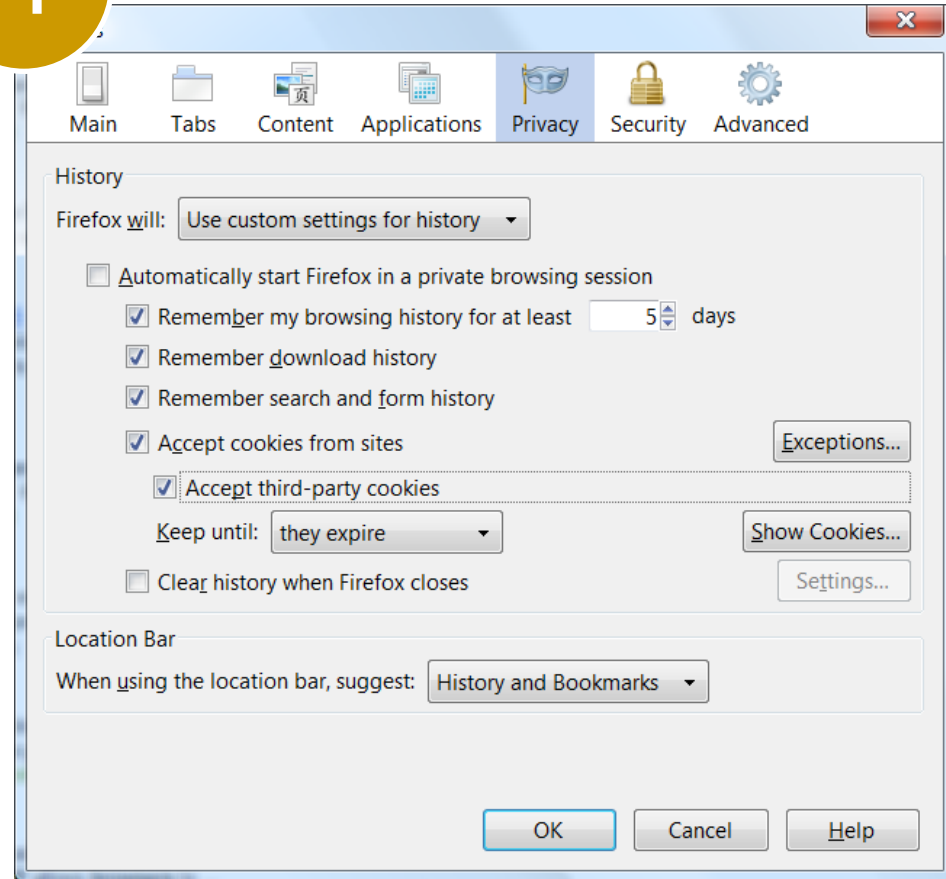 Main Tabs Content Applications Privacy Security Advanced
页
History
Firefox will: Use custom settings for history
Automatically start Firefox in a private browsing session
Remember my browsing history for at least 5 days
Remember download history
Remember search and form history
Accept cookies from sites Exceptions...
Accept third-party cookies
Keep until: they expire Show Cookies...
Clear history when Firefox closes Settings...
Location Bar
When using the location bar, suggest: History and Bookmarks
OK Cancel Help